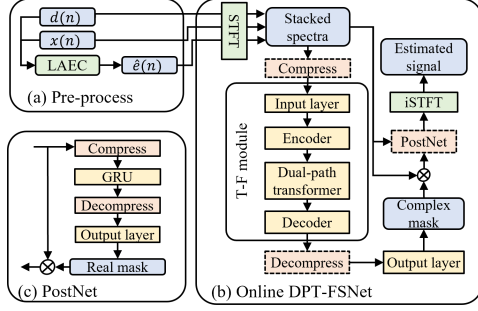 d(n)
x(n)
LAEC
ê(n)
(a) Pre-process
STFT
Stacked
spectra
Compress
Input layer
Encoder
Dual-path
transformer
Decoder
T-F module
Decompress
Output layer
Complex
mask
PostNet
iSTFT
Estimated
signal
(b) Online DPT-FSNet
Compress
GRU
Decompress
Output layer
Real mask
(c) PostNet